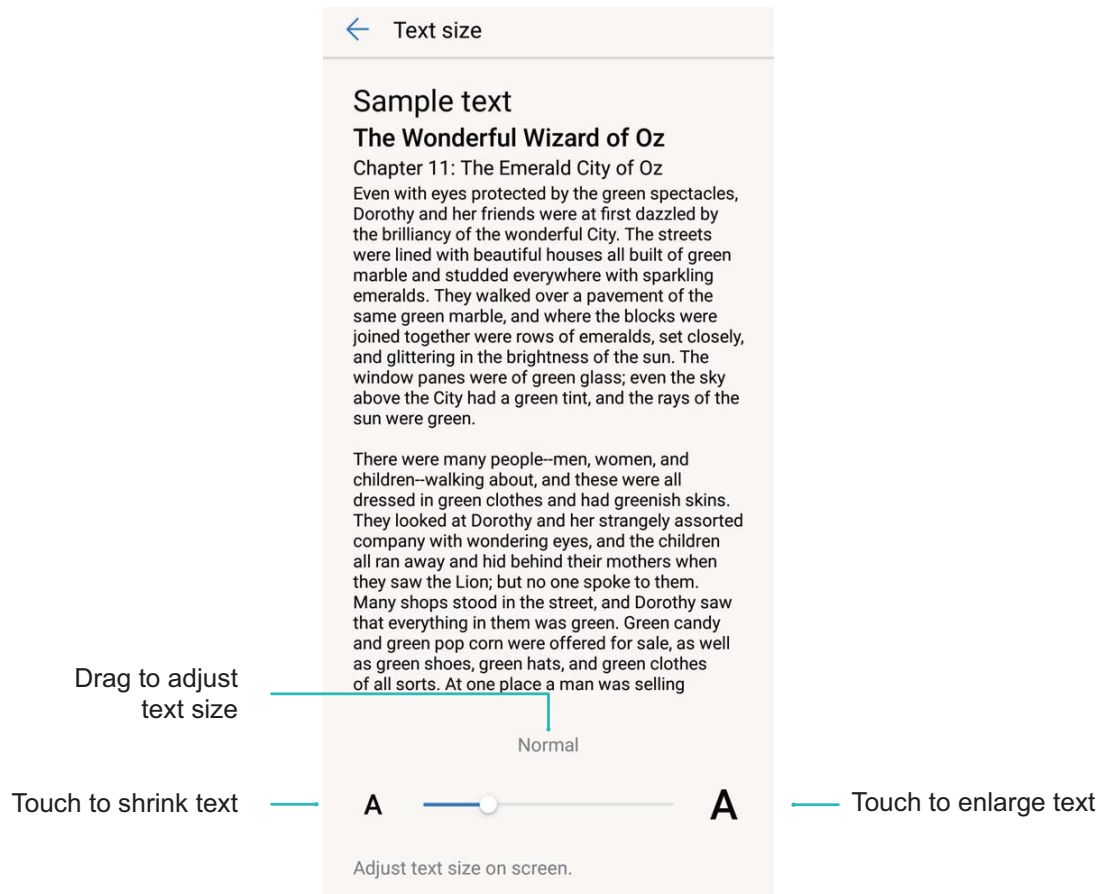 Text size
Sample text
The Wonderful Wizard of Oz
Chapter 11: The Emerald City of Oz
Even with eyes protected by the green spectacles,
Dorothy and her friends were at first dazzled by
the brilliancy of the wonderful City. The streets
were lined with beautiful houses all built of green
marble and studded everywhere with sparkling
emeralds. They walked over a pavement of the
same green marble, and where the blocks were
joined together were rows of emeralds, set closely,
and glittering in the brightness of the sun. The
window panes were of green glass; even the sky
above the City had a green tint, and the rays of the
sun were green.
There were many people--men, women, and
children--walking about, and these were all
dressed in green clothes and had greenish skins.
They looked at Dorothy and her strangely assorted
company with wondering eyes, and the children
all ran away and hid behind their mothers when
they saw the Lion; but no one spoke to them.
Many shops stood in the street, and Dorothy saw
that everything in them was green. Green candy
and green pop corn were offered for sale, as well
as green shoes, green hats, and green clothes
of all sorts. At one place a man was selling
Drag to adjust
text size
Normal
Touch to shrink text
A
A
Touch to enlarge text
Adjust text size on screen.